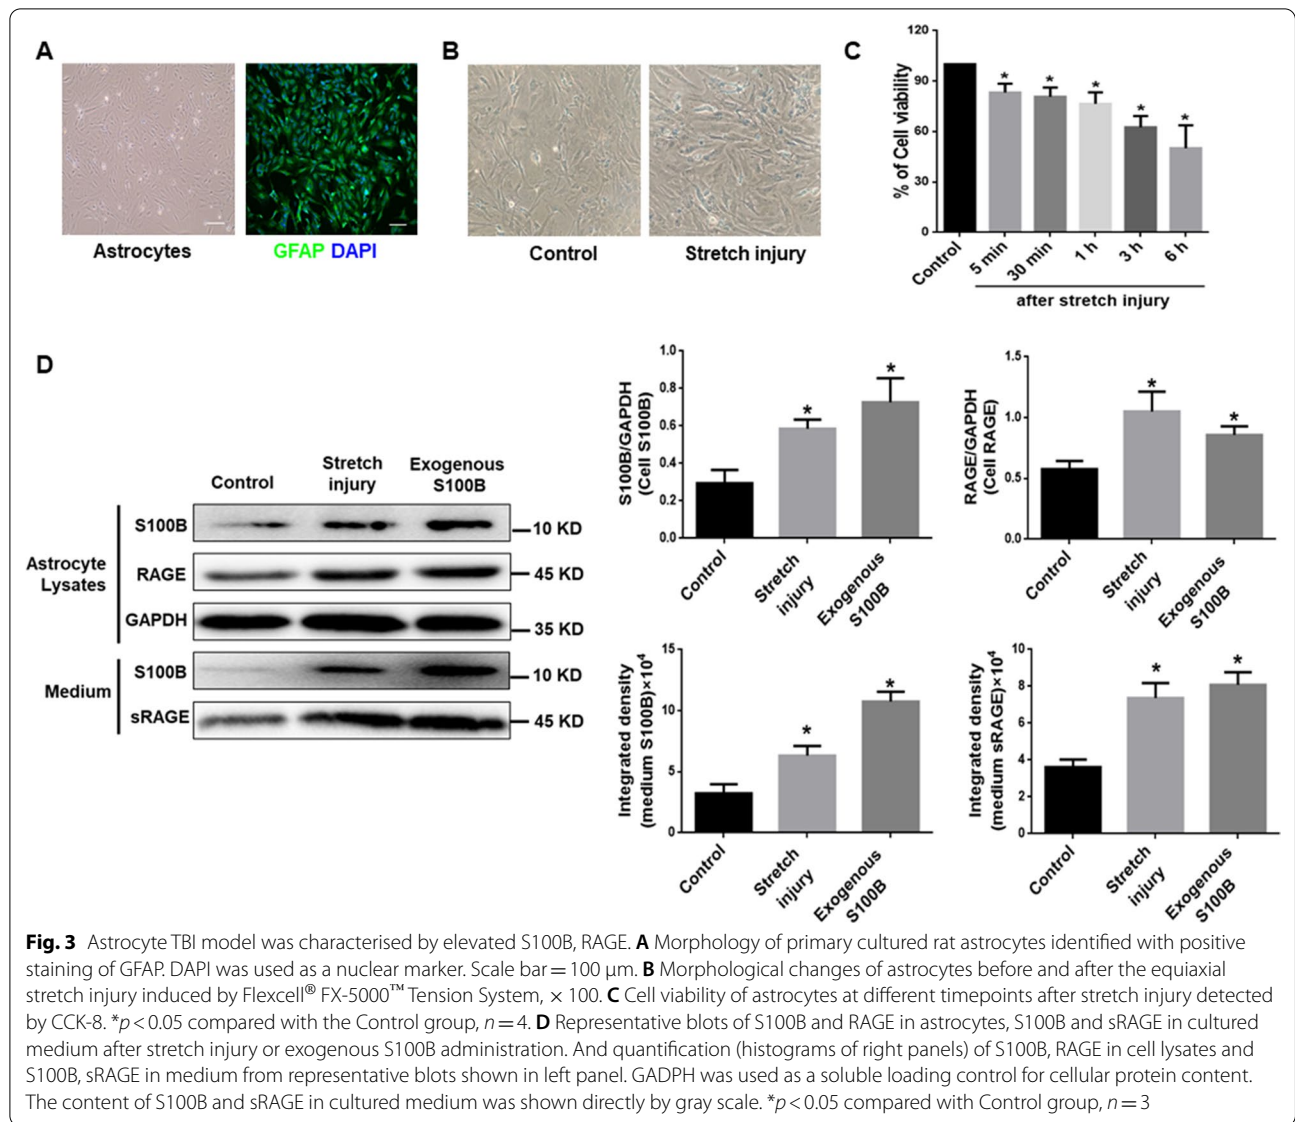 A
B
C
Astrocytes
GFAP DAPI
Control
Stretch injury
% of Cell viability
120
90
60
30
0
*
*
*
*
*
Control
5 min
30 min
1 h
3 h
6 h
after stretch injury
D
Control
Stretch
injury
Exogenous
S100B
Astrocyte
Lysates
S100B
10 KD
RAGE
45 KD
GAPDH
35 KD
Medium
S100B
10 KD
sRAGE
45 KD
S100B/GAPDH
(Cell S100B)
1.0
0.8
0.6
0.4
0.2
0.0
*
*
Control
Stretch
injury
Exogenous
S100B
RAGE/GAPDH
(Cell RAGE)
1.5
1.0
0.5
0.0
*
*
Control
Stretch
injury
Exogenous
S100B
Integrated density
(medium S100B)×10⁴
15
10
5
0
*
*
Control
Stretch
injury
Exogenous
S100B
Integrated density
(medium sRAGE)×10⁴
10
8
6
4
2
0
*
*
Control
Stretch
injury
Exogenous
S100B
Fig. 3 Astrocyte TBI model was characterised by elevated S100B, RAGE. A Morphology of primary cultured rat astrocytes identified with positive
staining of GFAP. DAPI was used as a nuclear marker. Scale bar = 100 μm. B Morphological changes of astrocytes before and after the equiaxial
stretch injury induced by Flexcell® FX-5000™ Tension System, × 100. C Cell viability of astrocytes at different timepoints after stretch injury detected
by CCK-8. *p < 0.05 compared with the Control group, n = 4. D Representative blots of S100B and RAGE in astrocytes, S100B and sRAGE in cultured
medium after stretch injury or exogenous S100B administration. And quantification (histograms of right panels) of S100B, RAGE in cell lysates and
S100B, sRAGE in medium from representative blots shown in left panel. GADPH was used as a soluble loading control for cellular protein content.
The content of S100B and sRAGE in cultured medium was shown directly by gray scale. *p < 0.05 compared with Control group, n = 3